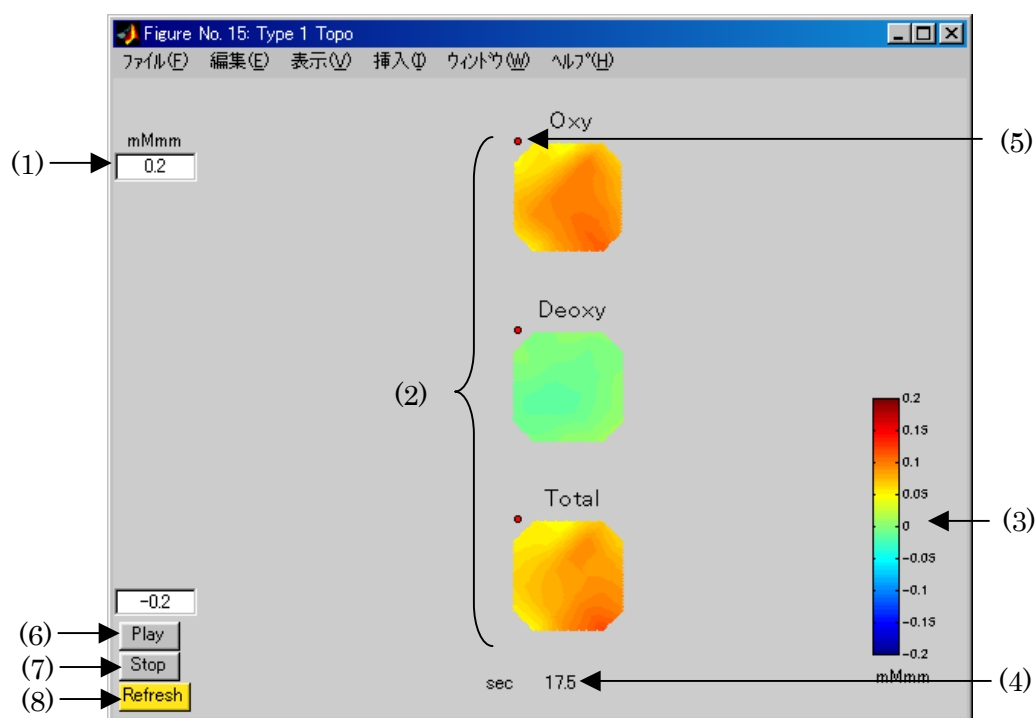 Figure No. 15: Type 1 Topo
ファイル(F) 編集(E) 表示(V) 挿入(I) ウィンドウ(W) ヘルプ(H)
mMmm
(1)
0.2
Oxy
(5)
Deoxy
(2)
0.2
0.15
0.1
0.05
0
-0.05
-0.1
-0.15
-0.2
mMmm
(3)
Total
-0.2
(6)
Play
(7)
Stop
(8)
Refresh
sec 17.5
(4)